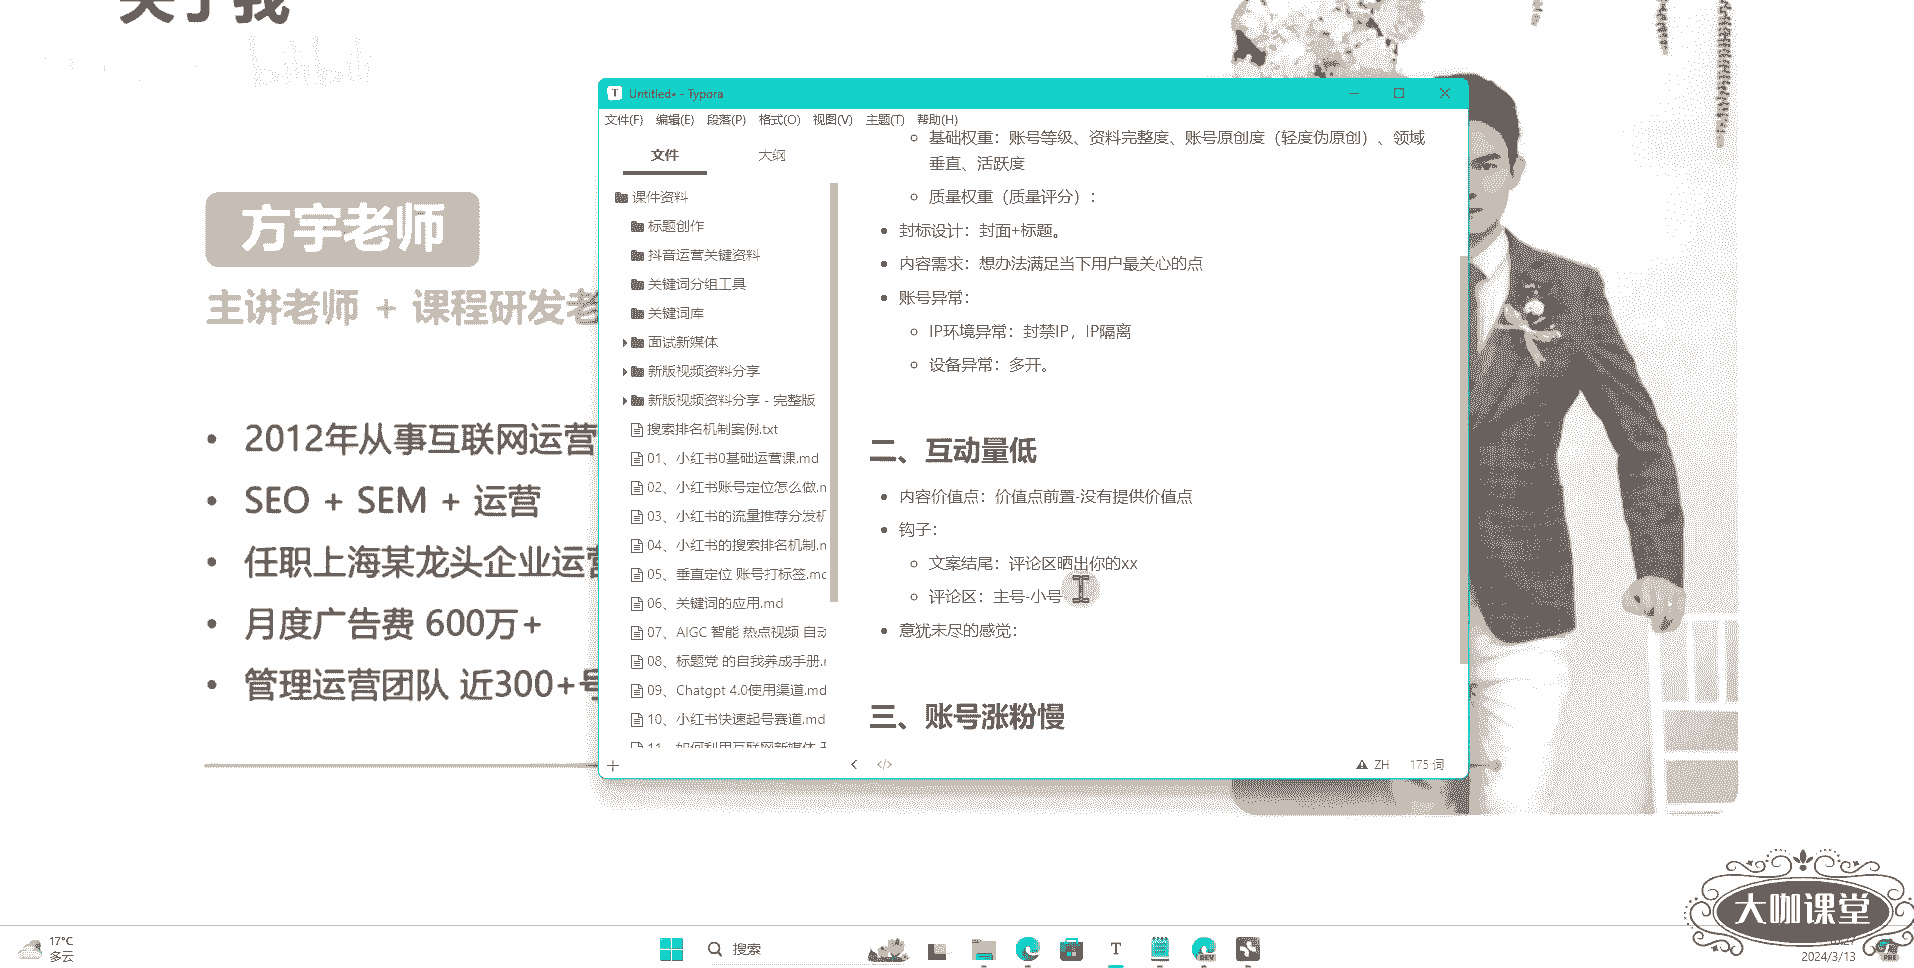 关于我
bilibili
方宇老师
主讲老师 + 课程研发老
• 2012年从事互联网运营
• SEO + SEM + 运营
• 任职上海某龙头企业运营
• 月度广告费 600万+
• 管理运营团队 近300+号
Untitled• - Typora
文件(F) 编辑(E) 段落(P) 格式(O) 视图(V) 主题(T) 帮助(H)
文件 大纲
课件资料
标题创作
抖音运营关键资料
关键词分组工具
关键词库
面试新媒体
新版视频资料分享
新版视频资料分享 - 完整版
搜索排名机制案例.txt
01、小红书0基础运营课.md
02、小红书账号定位怎么做.n
03、小红书的流量推荐分发机
04、小红书的搜索排名机制.n
05、垂直定位 账号打标签.mc
06、关键词的应用.md
07、AIGC 智能 热点视频 自动
08、标题党 的自我养成手册.
09、Chatgpt 4.0使用渠道.md
10、小红书快速起号赛道.md
11、如何利用互联网新媒体
基础权重：账号等级、资料完整度、账号原创度（轻度伪原创）、领域
垂直、活跃度
质量权重（质量评分）：
封标设计：封面+标题。
内容需求：想办法满足当下用户最关心的点
账号异常：
IP环境异常：封禁IP，IP隔离
设备异常：多开。
二、互动量低
内容价值点：价值点前置-没有提供价值点
钩子：
文案结尾：评论区晒出你的xx
评论区：主号-小号
意犹未尽的感觉：
三、账号涨粉慢
ZH 175 词
大咖课堂
17°C
多云
搜索
2024/3/13